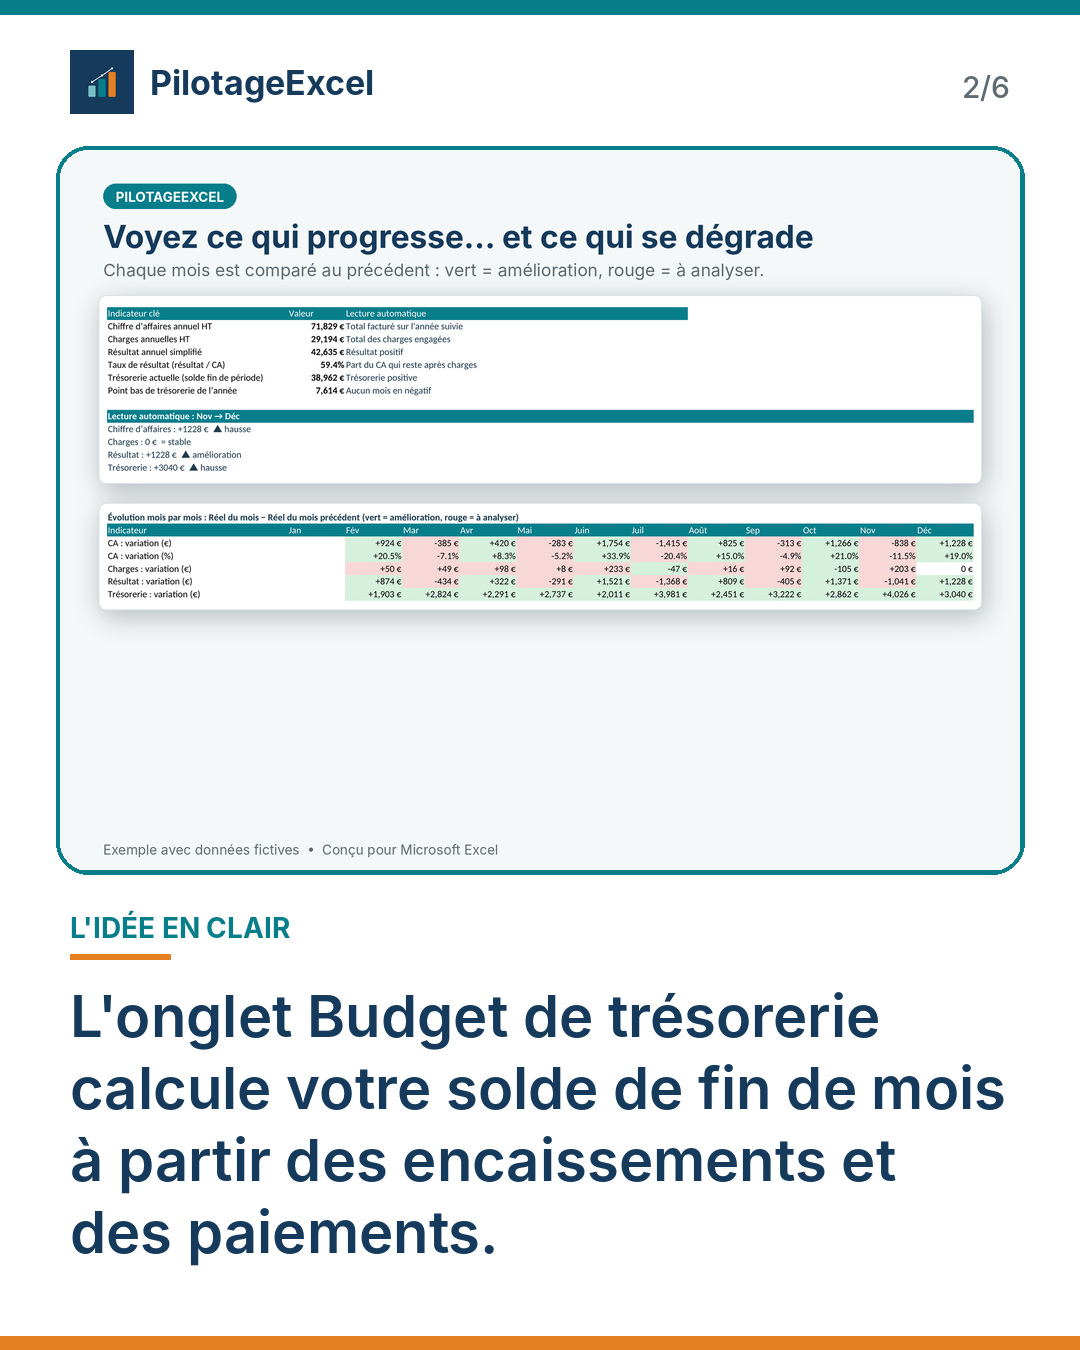 PilotageExcel
2/6
PILOTAGEEXCEL
Voyez ce qui progresse... et ce qui se dégrade
Chaque mois est comparé au précédent : vert = amélioration, rouge = à analyser.
Indicateur clé Valeur Lecture automatique
Chiffre d'affaires annuel HT 71,829 € Total facturé sur l'année suivie
Charges annuelles HT 29,194 € Total des charges engagées
Résultat annuel simplifié 42,635 € Résultat positif
Taux de résultat (résultat / CA) 59.4% Part du CA qui reste après charges
Trésorerie actuelle (solde fin de période) 38,962 € Trésorerie positive
Point bas de trésorerie de l'année 7,614 € Aucun mois en négatif
Lecture automatique : Nov → Déc
Chiffre d'affaires : +1228 € ▲ hausse
Charges : 0 € = stable
Résultat : +1228 € ▲ amélioration
Trésorerie : +3040 € ▲ hausse
Évolution mois par mois : Réel du mois − Réel du mois précédent (vert = amélioration, rouge = à analyser)
Indicateur Jan Fév Mar Avr Mai Juin Juil Août Sep Oct Nov Déc
CA : variation (€) +924 € -385 € +420 € -283 € +1,754 € -1,415 € +825 € -313 € +1,266 € -838 € +1,228 €
CA : variation (%) +20.5% -7.1% +8.3% -5.2% +33.9% -20.4% +15.0% -4.9% +21.0% -11.5% +19.0%
Charges : variation (€) +50 € +49 € +98 € +8 € +233 € -47 € +16 € +92 € -105 € +203 € 0 €
Résultat : variation (€) +874 € -434 € +322 € -291 € +1,521 € -1,368 € +809 € -405 € +1,371 € -1,041 € +1,228 €
Trésorerie : variation (€) +1,903 € +2,824 € +2,291 € +2,737 € +2,011 € +3,981 € +2,451 € +3,222 € +2,862 € +4,026 € +3,040 €
Exemple avec données fictives • Conçu pour Microsoft Excel
L'IDÉE EN CLAIR
L'onglet Budget de trésorerie
calcule votre solde de fin de mois
à partir des encaissements et
des paiements.